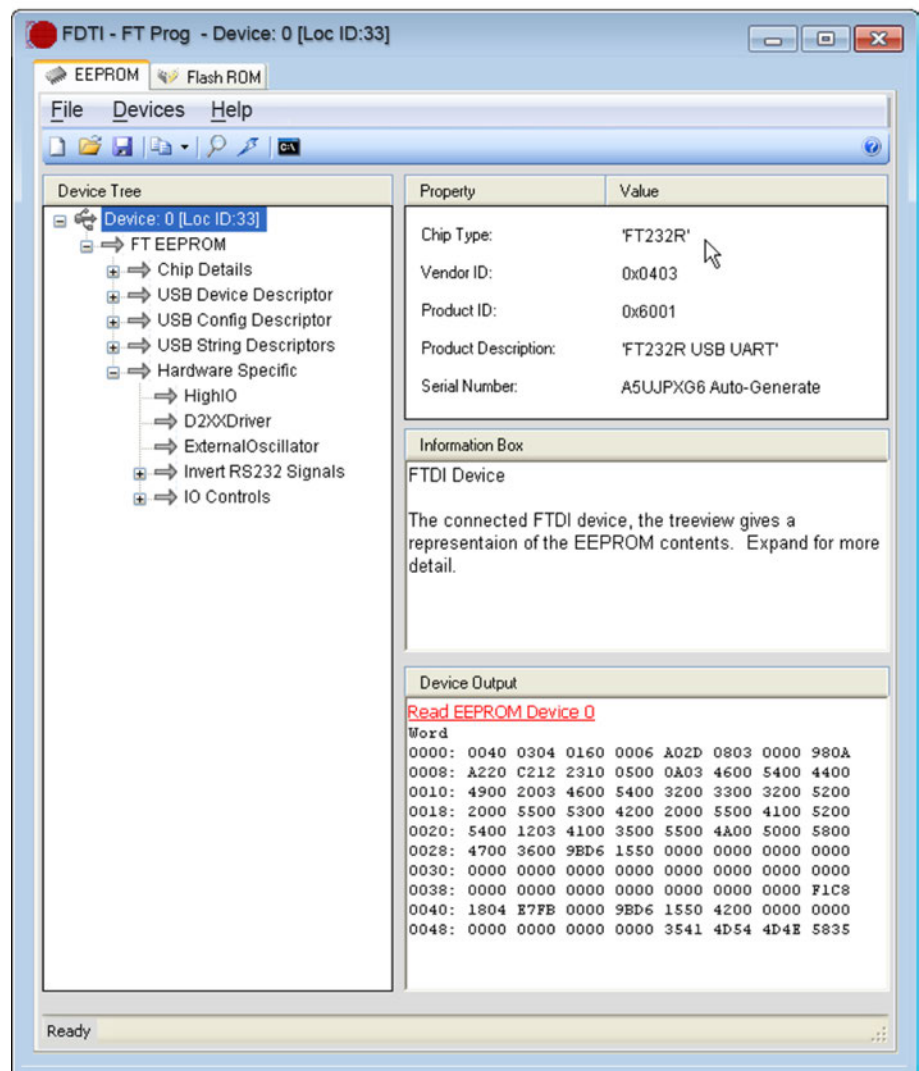 FDTI - FT Prog - Device: 0 [Loc ID:33]
EEPROM Flash ROM
File Devices Help
C:\
Device Tree
Device: 0 [Loc ID:33]
FT EEPROM
Chip Details
USB Device Descriptor
USB Config Descriptor
USB String Descriptors
Hardware Specific
HighIO
D2XXDriver
ExternalOscillator
Invert RS232 Signals
IO Controls
Property Value
Chip Type: 'FT232R'
Vendor ID: 0x0403
Product ID: 0x6001
Product Description: 'FT232R USB UART'
Serial Number: A5UJPXG6 Auto-Generate
Information Box
FTDI Device
The connected FTDI device, the treeview gives a
representaion of the EEPROM contents. Expand for more
detail.
Device Output
Read EEPROM Device 0
Word
0000: 0040 0304 0160 0006 A02D 0803 0000 980A
0008: A220 C212 2310 0500 0A03 4600 5400 4400
0010: 4900 2003 4600 5400 3200 3300 3200 5200
0018: 2000 5500 5300 4200 2000 5500 4100 5200
0020: 5400 1203 4100 3500 5500 4A00 5000 5800
0028: 4700 3600 9BD6 1550 0000 0000 0000 0000
0030: 0000 0000 0000 0000 0000 0000 0000 0000
0038: 0000 0000 0000 0000 0000 0000 0000 F1C8
0040: 1804 E7FB 0000 9BD6 1550 4200 0000 0000
0048: 0000 0000 0000 0000 3541 4D54 4D4E 5835
Ready